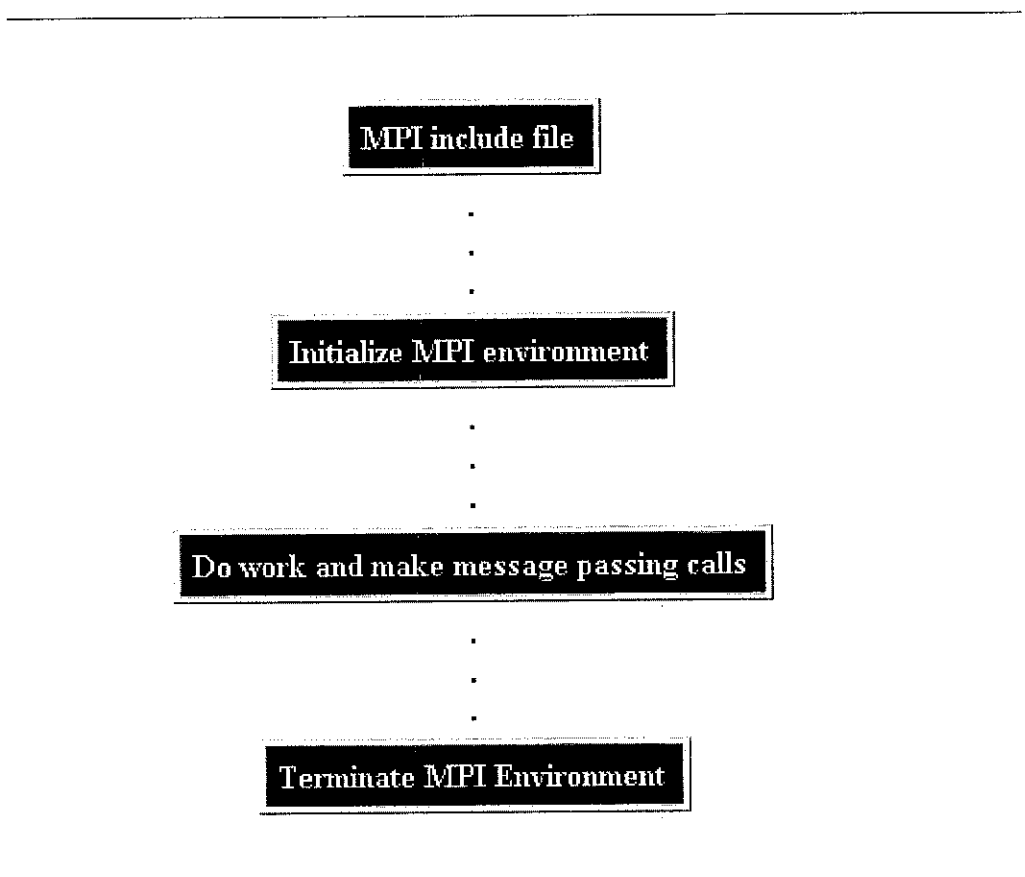 MPI include file
.
.
.
Initialize MPI environment
.
.
.
Do work and make message passing calls
.
.
.
Terminate MPI Environment